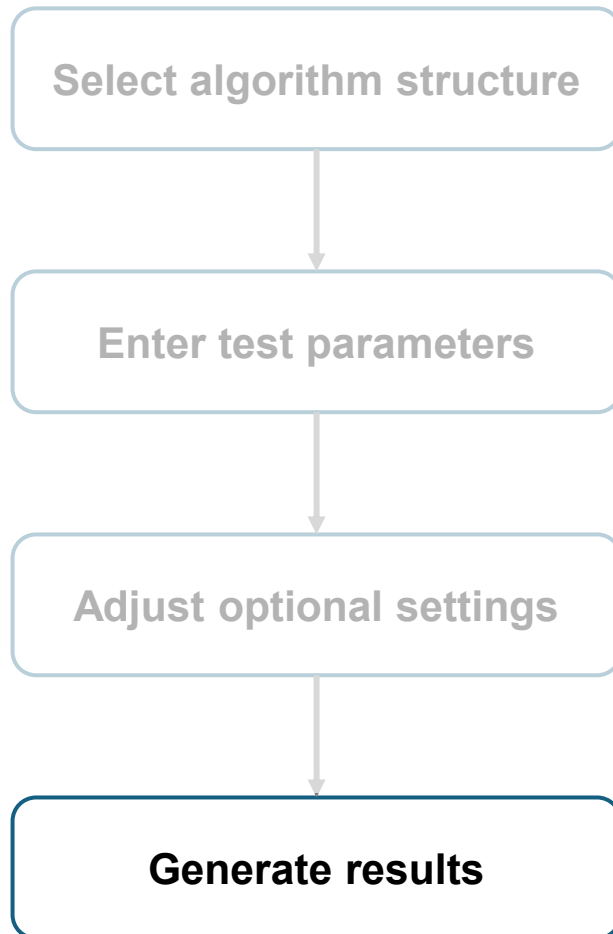 Select algorithm structure
Enter test parameters
Adjust optional settings
Generate results